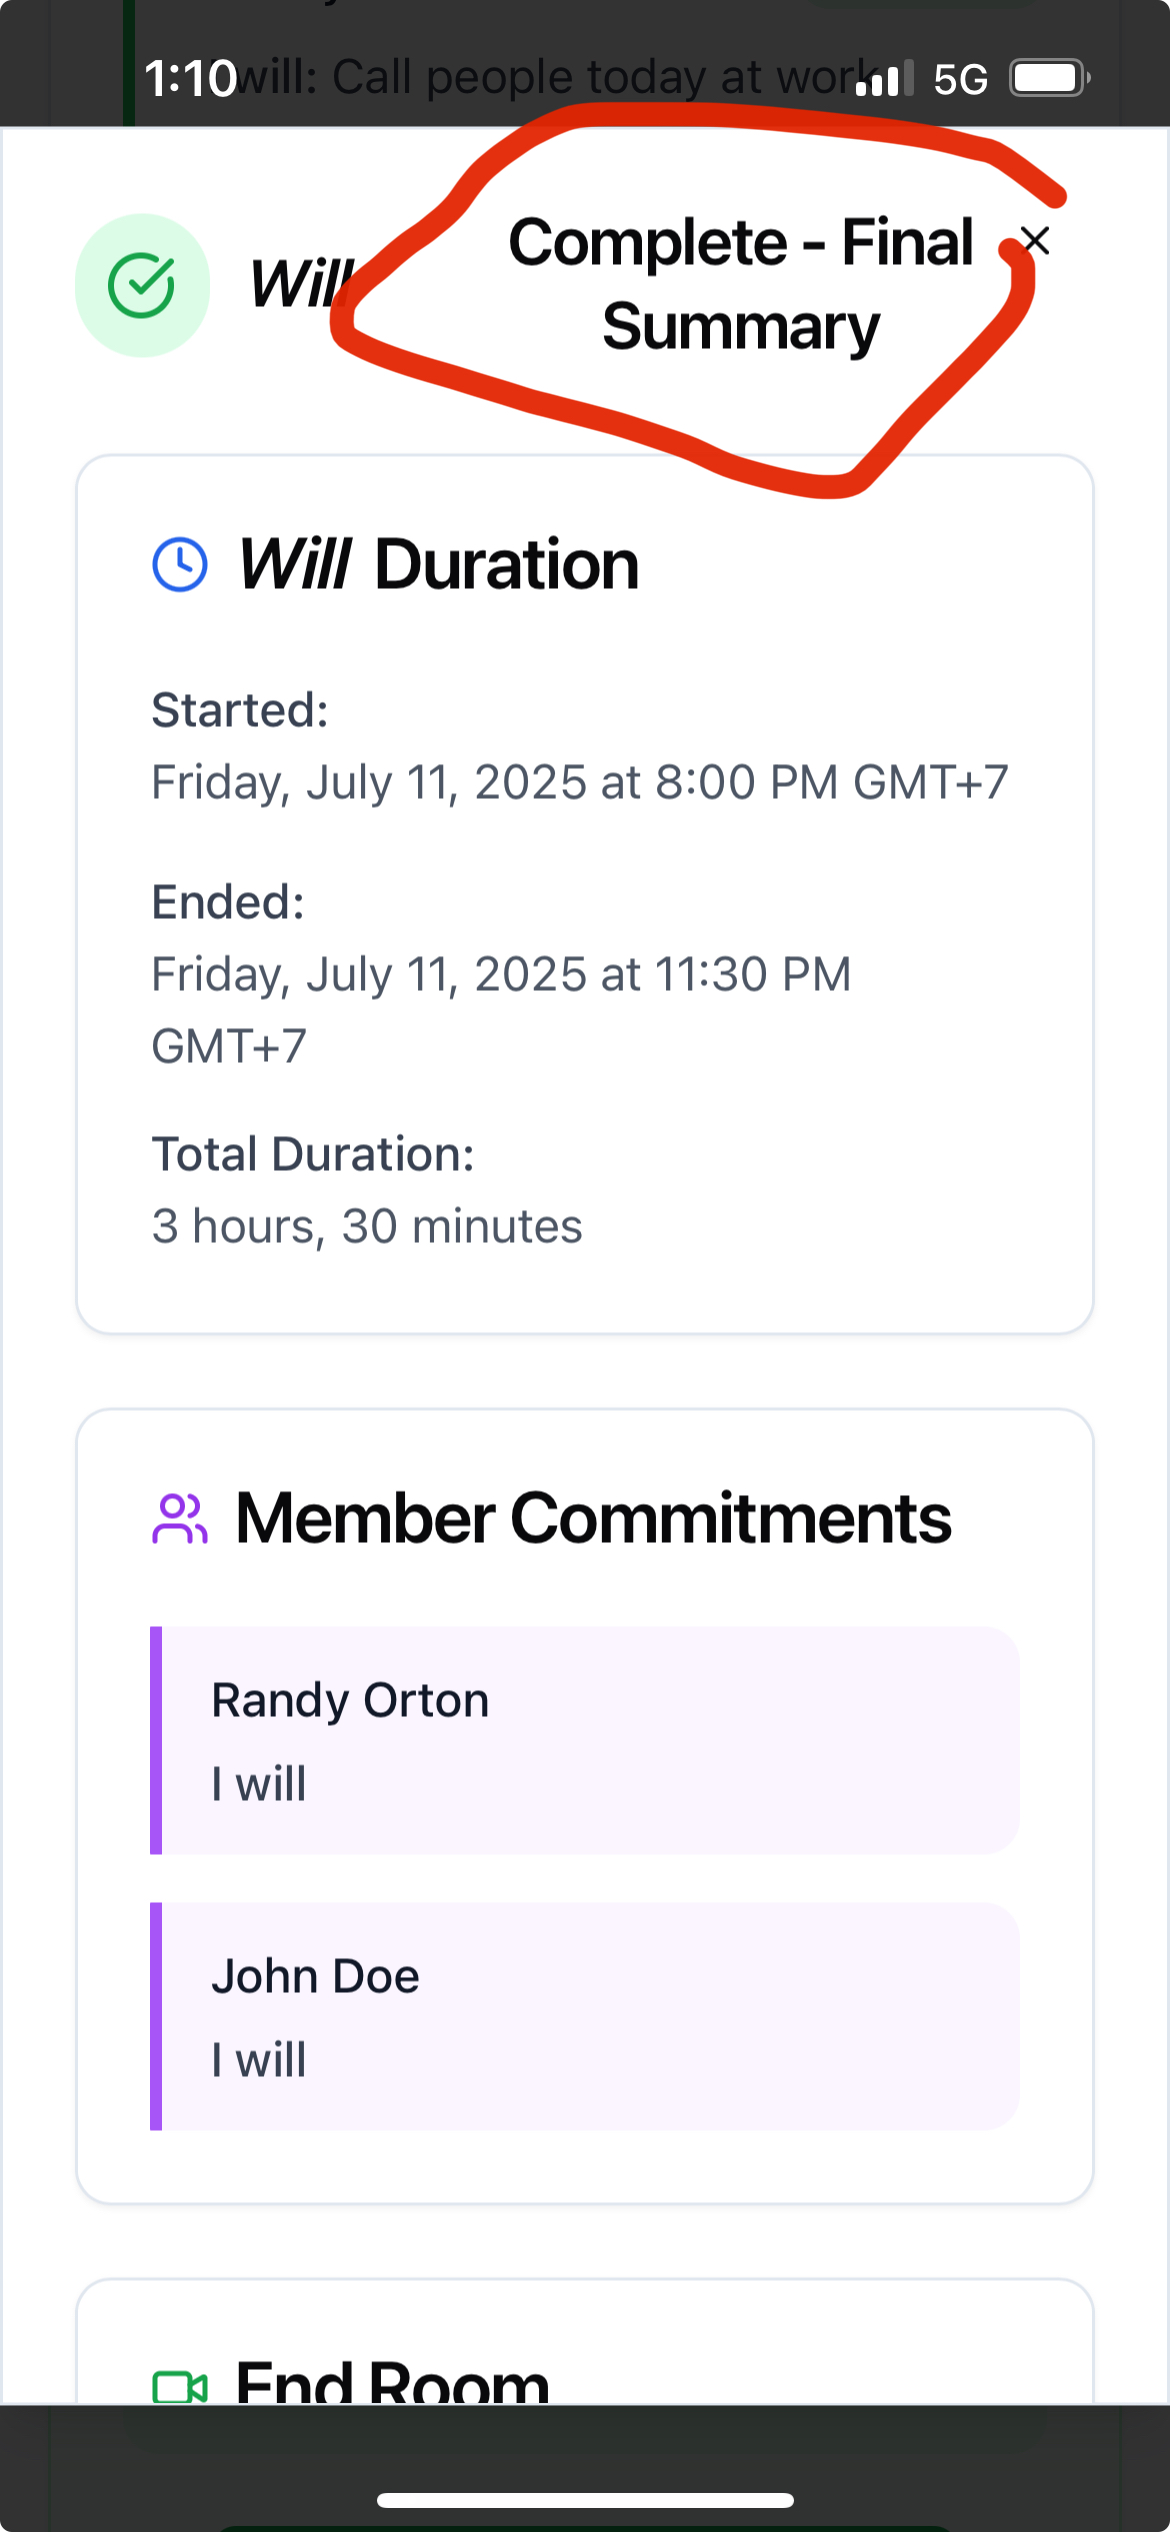 1:10
will: Call people today at work
5G
Will Complete - Final
Summary
Will Duration
Started:
Friday, July 11, 2025 at 8:00 PM GMT+7
Ended:
Friday, July 11, 2025 at 11:30 PM
GMT+7
Total Duration:
3 hours, 30 minutes
Member Commitments
Randy Orton
I will
John Doe
I will
End Room